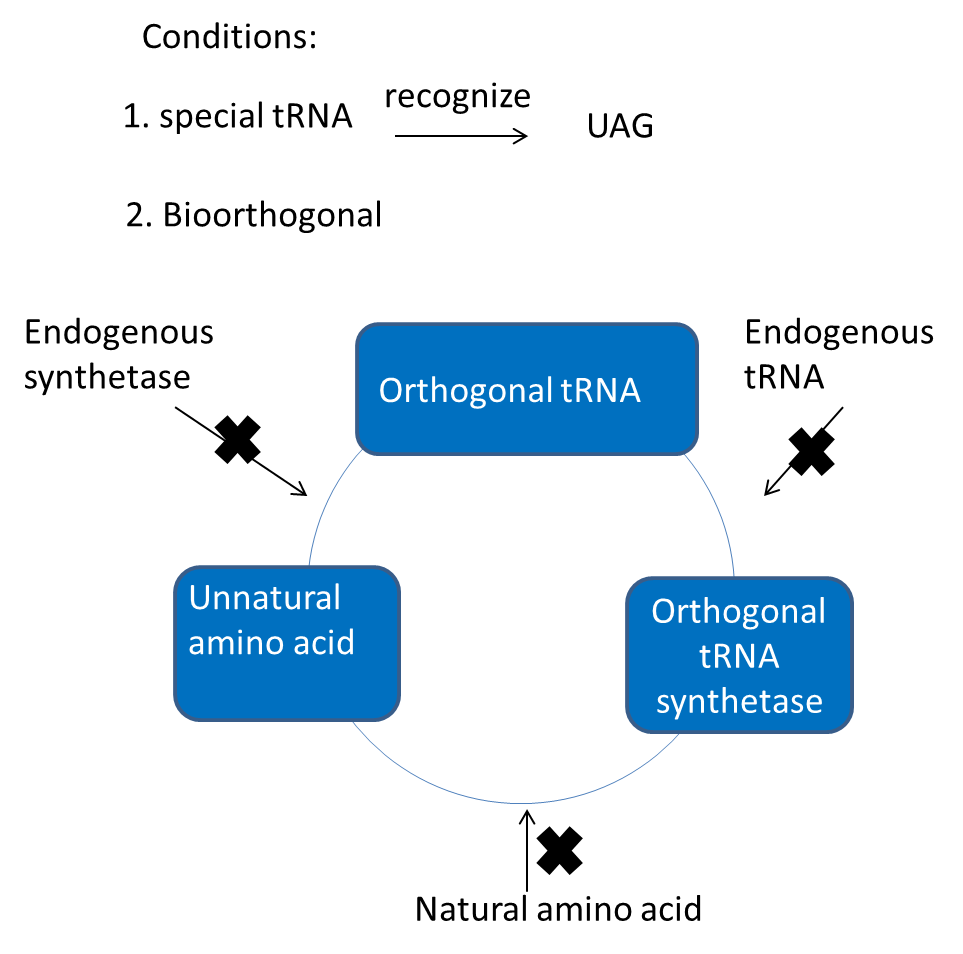 Conditions:
recognize
1. special tRNA
UAG
2. Bioorthogonal
Endogenous
synthetase
Orthogonal tRNA
Endogenous
tRNA
Unnatural
amino acid
Orthogonal
tRNA
synthetase
Natural amino acid